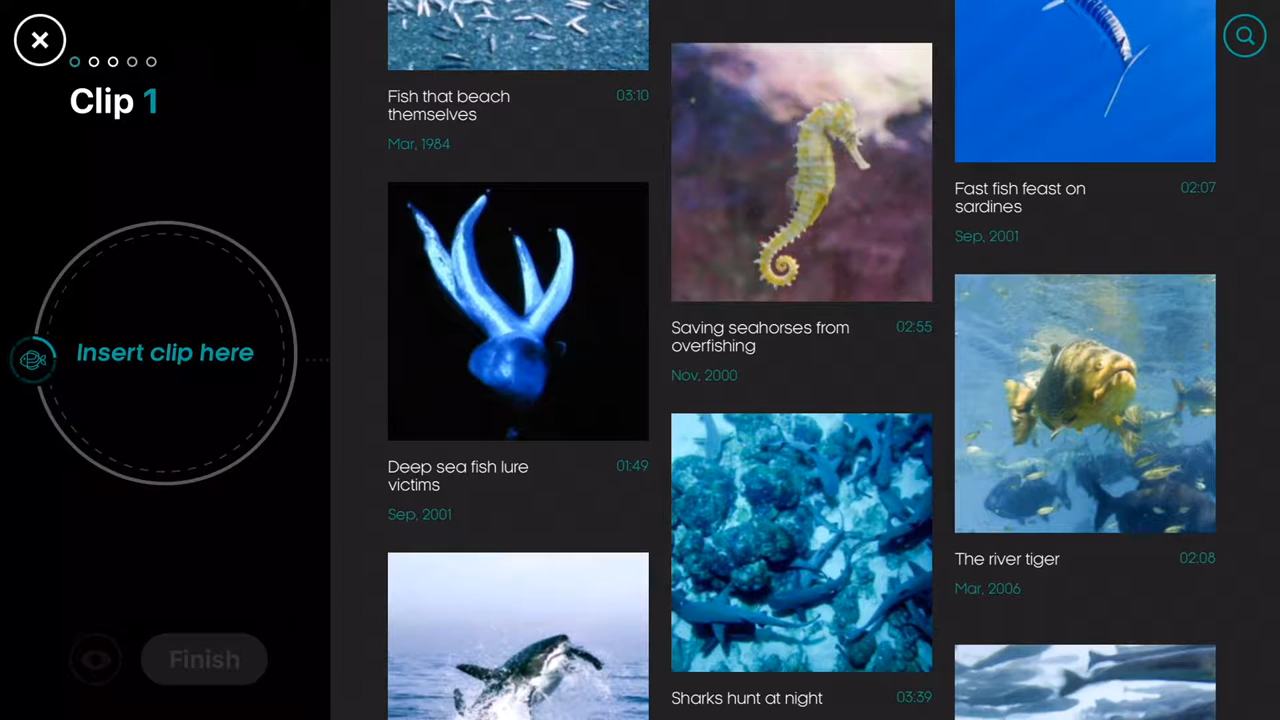 Clip 1
Insert clip here
Finish
Fish that beach
themselves
03:10
Mar, 1984
Deep sea fish lure
victims
01:49
Sep, 2001
Saving seahorses from
overfishing
02:55
Nov, 2000
Sharks hunt at night
03:39
Fast fish feast on
sardines
02:07
Sep, 2001
The river tiger
02:08
Mar, 2006